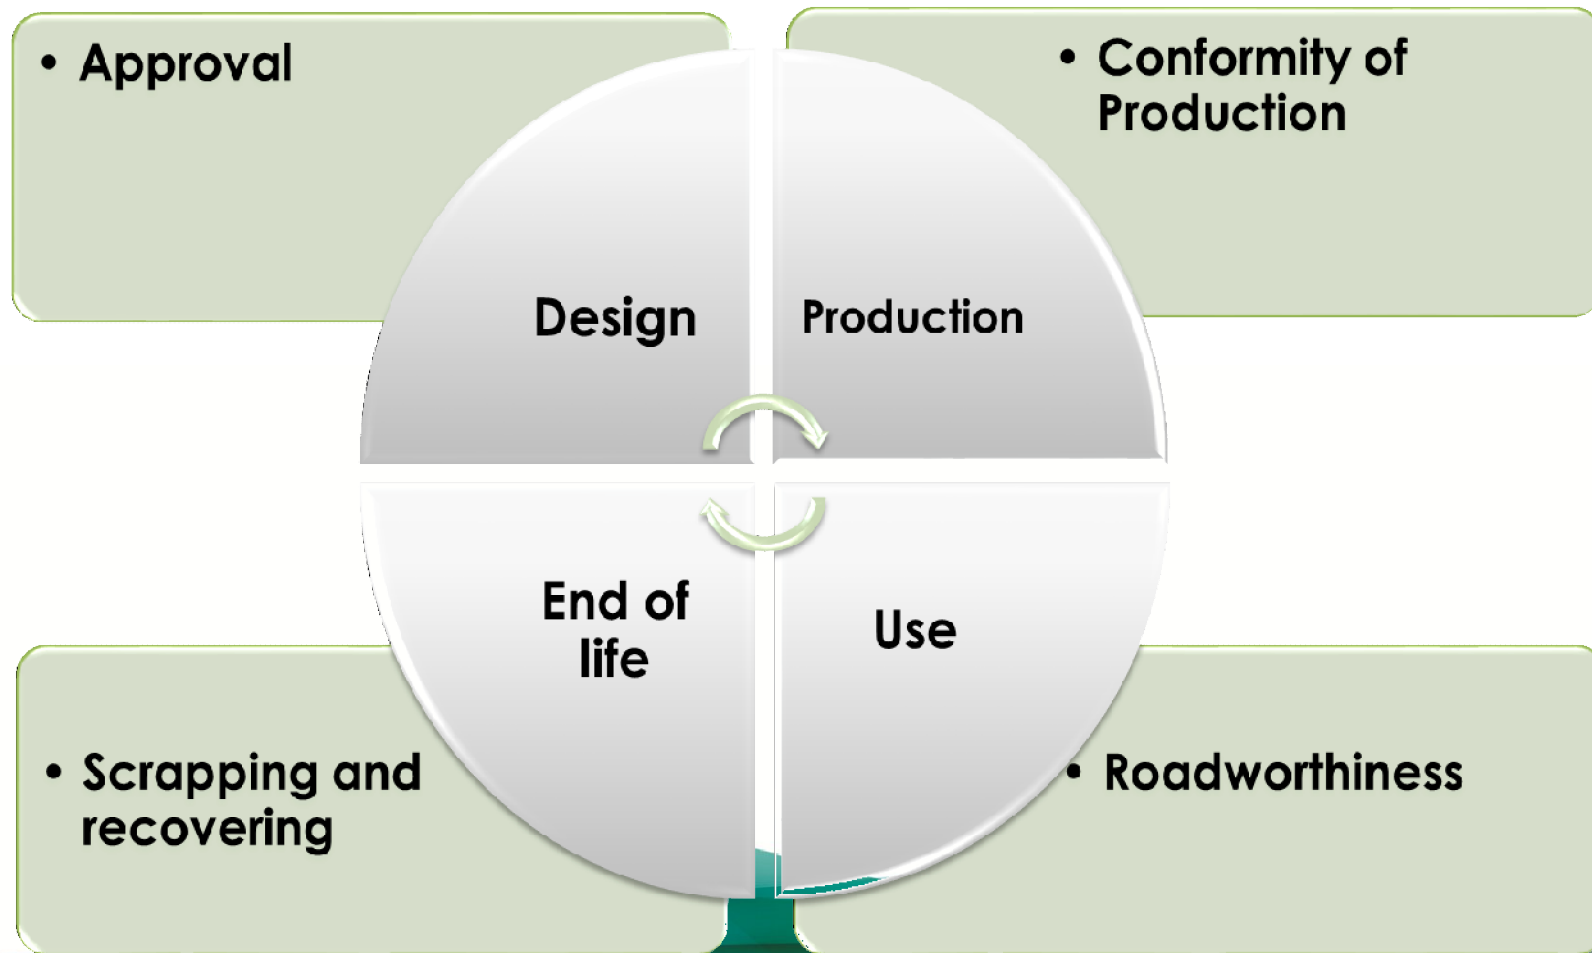 • Approval
• Conformity of
Production
Design
Production
End of
life
Use
• Scrapping and
recovering
• Roadworthiness